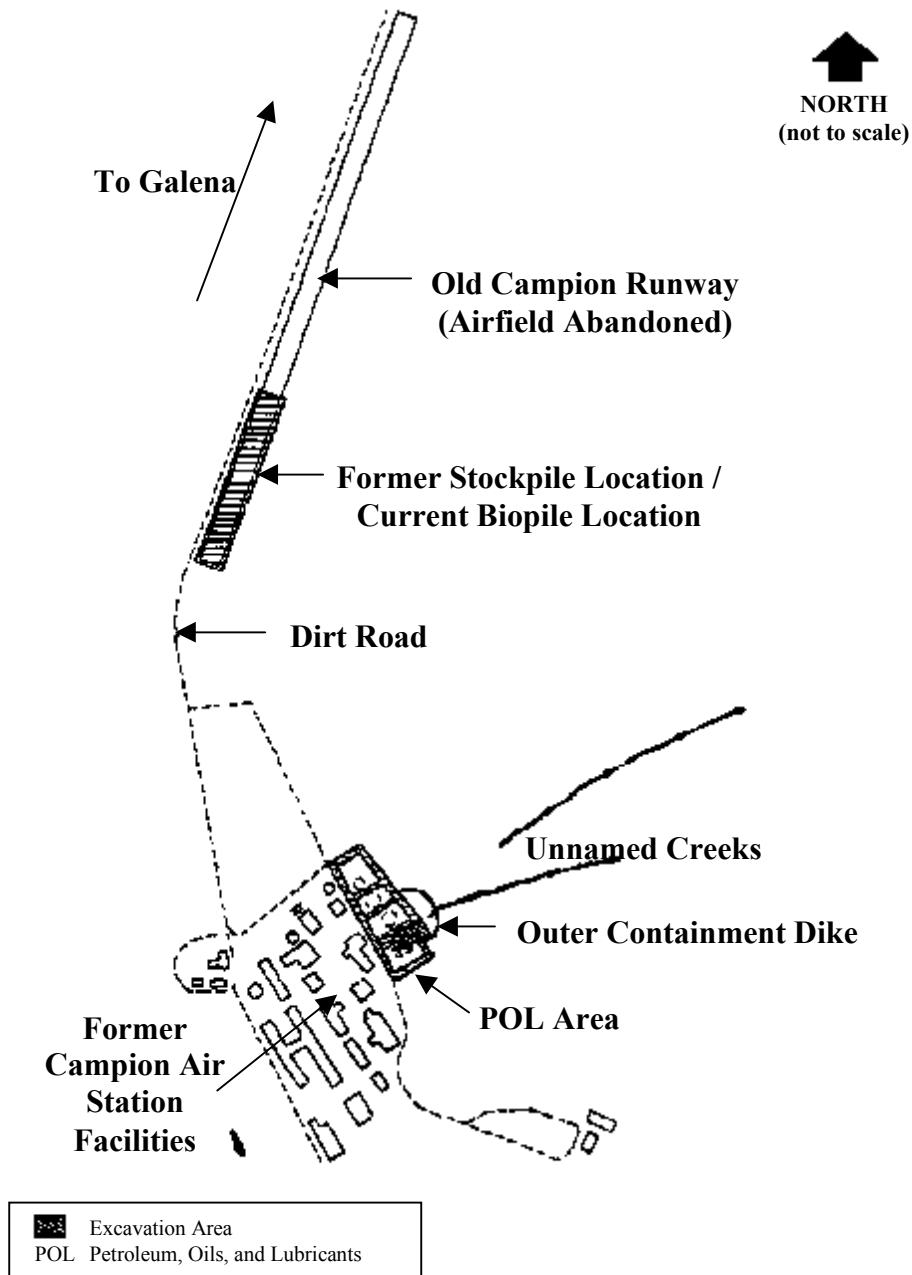 NORTH
(not to scale)
To Galena
Old Campion Runway
(Airfield Abandoned)
Former Stockpile Location /
Current Biopile Location
Dirt Road
Unnamed Creeks
Outer Containment Dike
POL Area
Former
Campion Air
Station
Facilities
Excavation Area
POL Petroleum, Oils, and Lubricants